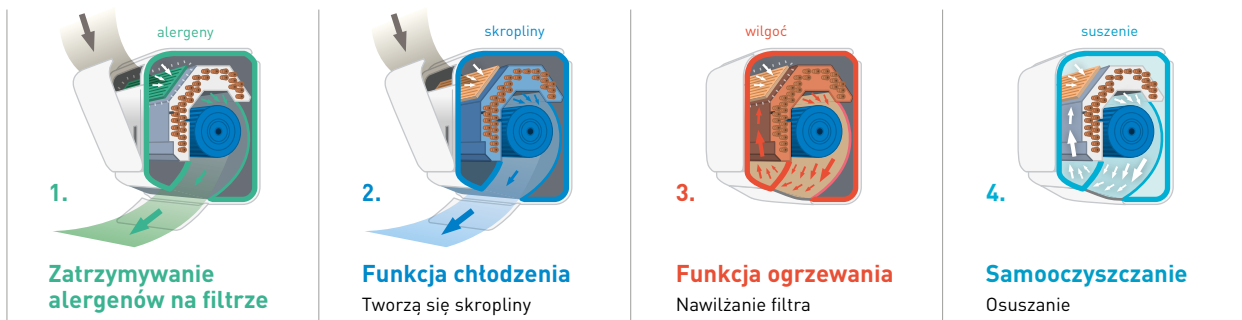 alergeny
1.
Zatrzymywanie
alergenów na filtrze
skropliny
2.
Funkcja chłodzenia
Tworzą się skropliny
wilgoć
3.
Funkcja ogrzewania
Nawilżanie filtra
suszenie
4.
Samooczyszczanie
Osuszanie